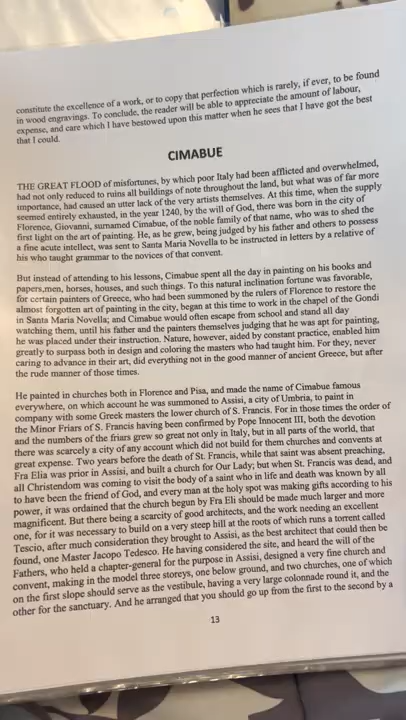 constitute the excellence of a work, or to copy that perfection which is rarely, if ever, to be found
in wood engravings. To conclude, the reader will be able to appreciate the amount of labour,
expense, and care which I have bestowed upon this matter when he sees that I have got the best
that I could.
CIMABUE
THE GREAT FLOOD of misfortunes, by which poor Italy had been afflicted and overwhelmed,
had not only reduced to ruins all buildings of note throughout the land, but what was of far more
importance, had caused an utter lack of the very artists themselves. At this time, when the supply
seemed entirely exhausted, in the year 1240, by the will of God, there was born in the city of
Florence, Giovanni, surnamed Cimabue, of the noble family of that name, who was to shed the
first light on the art of painting. He, as he grew, being judged by his father and others to possess
a fine acute intellect, was sent to Santa Maria Novella to be instructed in letters by a relative of
his who taught grammar to the novices of that convent.
But instead of attending to his lessons, Cimabue spent all the day in painting on his books and
papers,men, horses, houses, and such things. To this natural inclination fortune was favorable,
for certain painters of Greece, who had been summoned by the rulers of Florence to restore the
almost forgotten art of painting in the city, began at this time to work in the chapel of the Gondi
in Santa Maria Novella; and Cimabue would often escape from school and stand all day
watching them, until his father and the painters themselves judging that he was apt for painting,
he was placed under their instruction. Nature, however, aided by constant practice, enabled him
greatly to surpass both in design and coloring the masters who had taught him. For they, never
caring to advance in their art, did everything not in the good manner of ancient Greece, but after
the rude manner of those times.
He painted in churches both in Florence and Pisa, and made the name of Cimabue famous
everywhere, on which account he was summoned to Assisi, a city of Umbria, to paint in
company with some Greek masters the lower church of S. Francis. For in those times the order of
the Minor Friars of S. Francis having been confirmed by Pope Innocent III, both the devotion
and the numbers of the friars grew so great not only in Italy, but in all parts of the world, that
there was scarcely a city of any account which did not build for them churches and convents at
great expense. Two years before the death of St. Francis, while that saint was absent preaching,
Fra Elia was prior in Assisi, and built a church for Our Lady; but when St. Francis was dead, and
all Christendom was coming to visit the body of a saint who in life and death was known by all
to have been the friend of God, and every man at the holy spot was making gifts according to his
power, it was ordained that the church begun by Fra Eli should be made much larger and more
magnificent. But there being a scarcity of good architects, and the work needing an excellent
one, for it was necessary to build on a very steep hill at the roots of which runs a torrent called
Tescio, after much consideration they brought to Assisi, as the best architect that could then be
found, one Master Jacopo Tedesco. He having considered the site, and heard the will of the
Fathers, who held a chapter-general for the purpose in Assisi, designed a very fine church and
convent, making in the model three storeys, one below ground, and two churches, one of which
on the first slope should serve as the vestibule, having a very large colonnade round it, and the
other for the sanctuary. And he arranged that you should go up from the first to the second by a
13